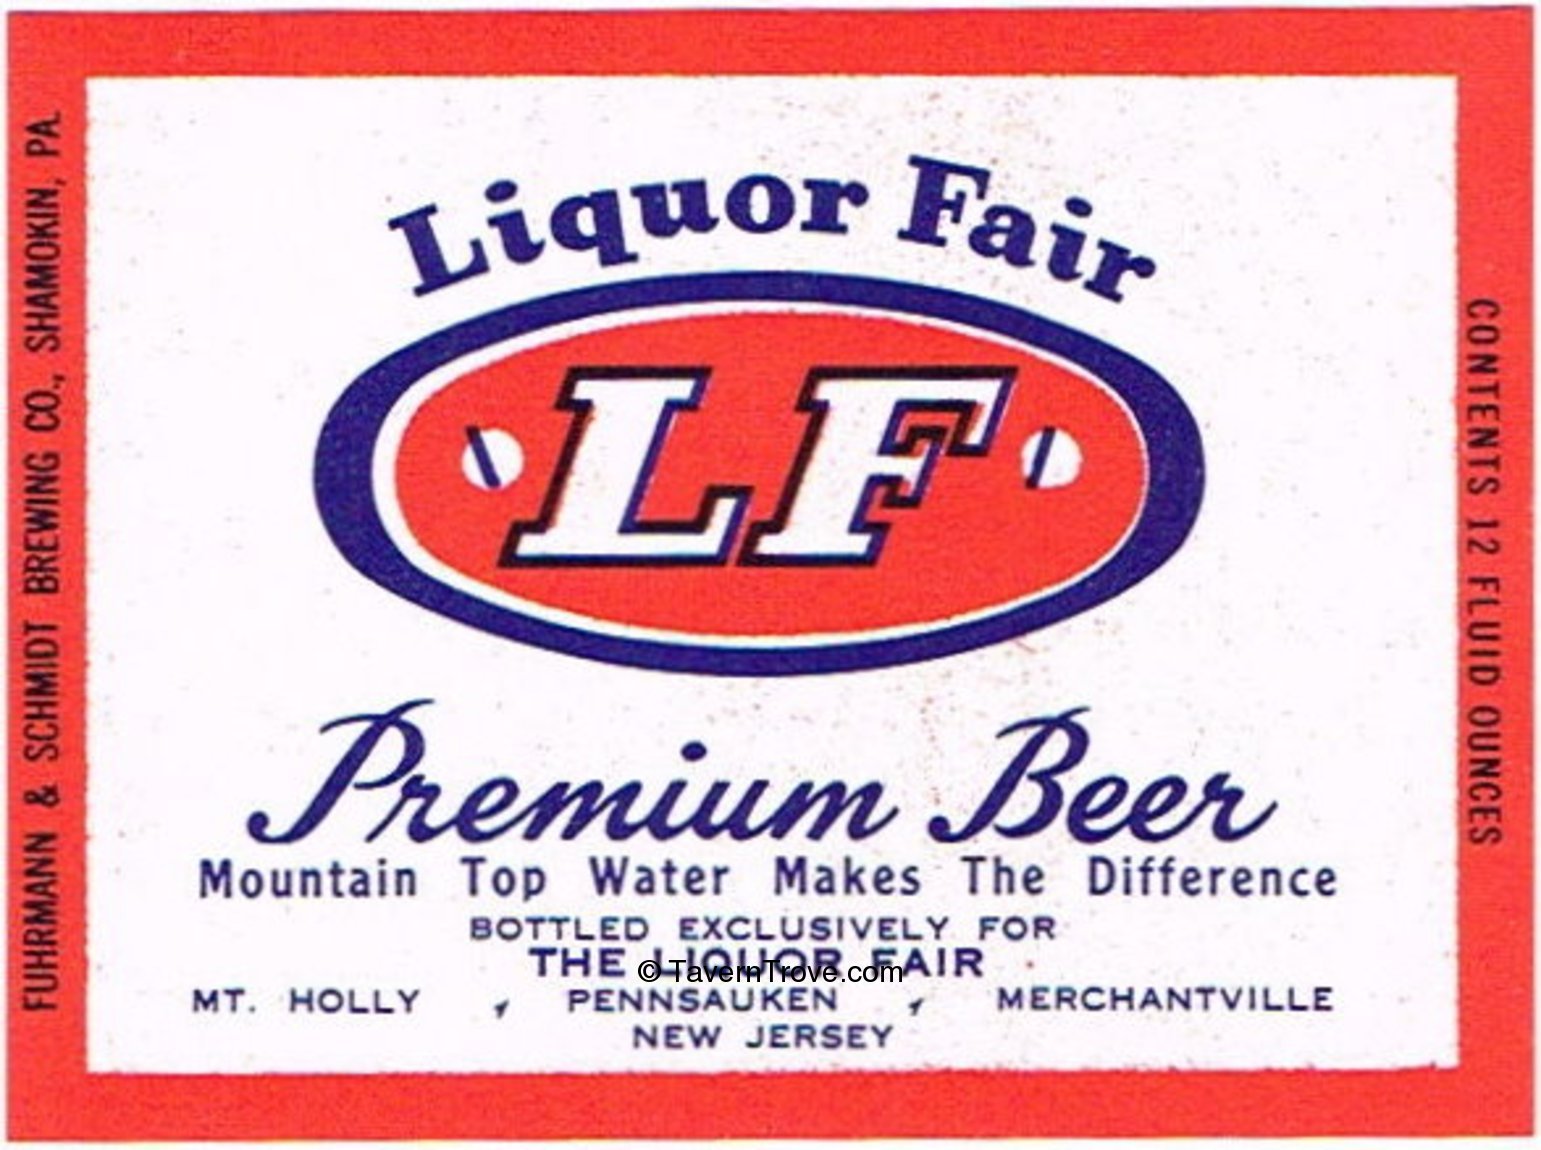 Liquor Fair
LF
Premium Beer
Mountain Top Water Makes The Difference
BOTTLED EXCLUSIVELY FOR
THE LIQUOR FAIR
© TavernTrove.com
MT. HOLLY , PENNSAUKEN , MERCHANTVILLE
NEW JERSEY
FUHRMANN & SCHMIDT BREWING CO., SHAMOKIN, PA.
CONTENTS 12 FLUID OUNCES